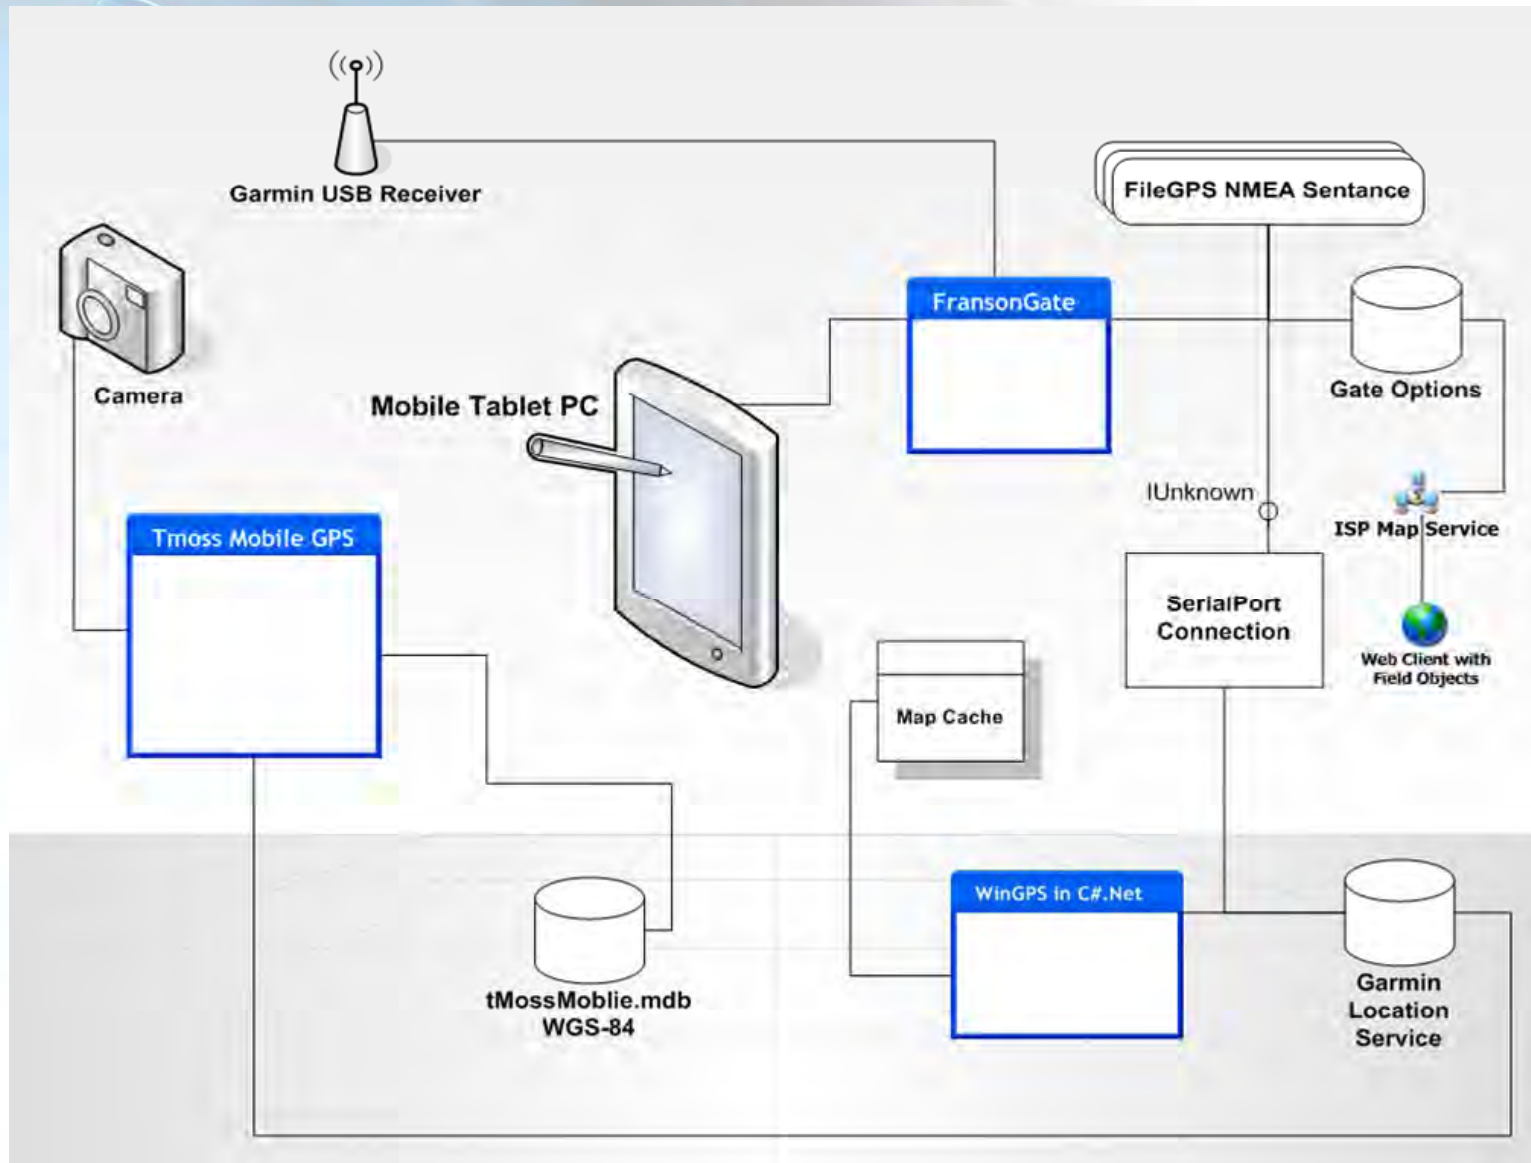 Garmin USB Receiver
FileGPS NMEA Sentance
FransonGate
Camera
Mobile Tablet PC
Gate Options
IUnknown
ISP Map Service
Tmoss Mobile GPS
SerialPort
Connection
Web Client with
Field Objects
Map Cache
WinGPS in C#.Net
tMossMoblie.mdb
WGS-84
Garmin
Location
Service